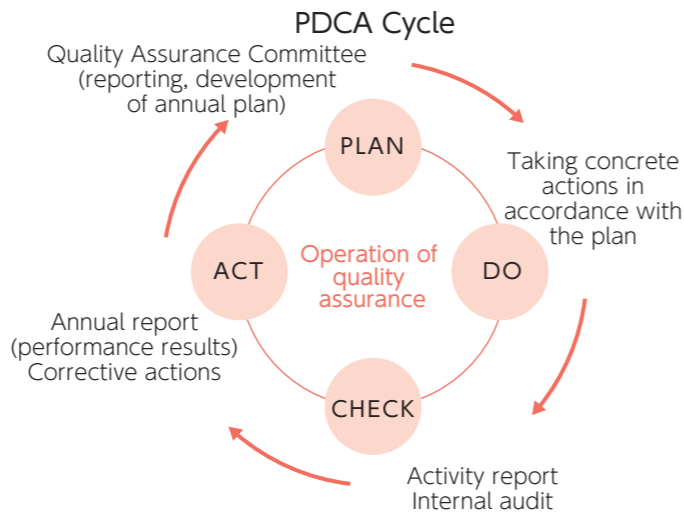 PDCA Cycle
Quality Assurance Committee
(reporting, development
of annual plan)
PLAN
Taking concrete
actions in
accordance with
the plan
DO
Operation of
quality
assurance
ACT
Annual report
(performance results)
Corrective actions
CHECK
Activity report
Internal audit